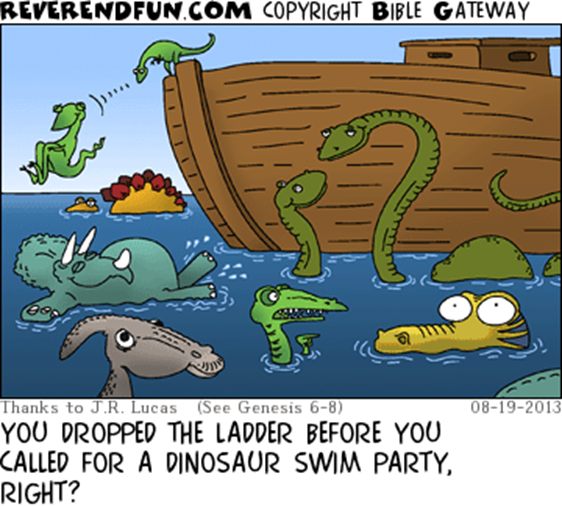 REVERENDFUN.COM COPYRIGHT BIBLE GATEWAY
Thanks to J.R. Lucas (See Genesis 6-8) 08-19-2013
YOU DROPPED THE LADDER BEFORE YOU
CALLED FOR A DINOSAUR SWIM PARTY,
RIGHT?